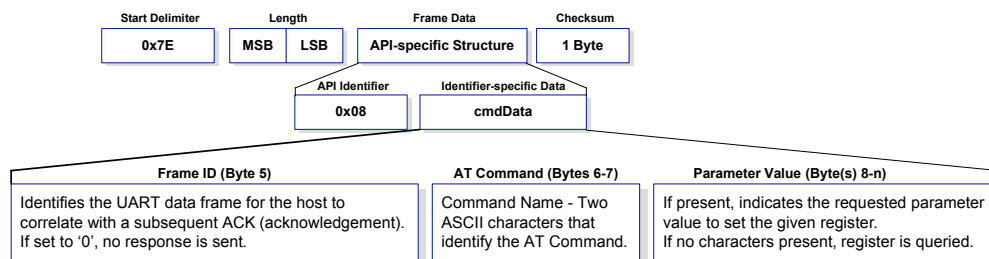 Start Delimiter Length Frame Data Checksum
0x7E MSB LSB API-specific Structure 1 Byte
API Identifier Identifier-specific Data
0x08 cmdData
Frame ID (Byte 5)
Identifies the UART data frame for the host to
correlate with a subsequent ACK (acknowledgement).
If set to ‘0’, no response is sent.
AT Command (Bytes 6-7)
Command Name - Two
ASCII characters that
identify the AT Command.
Parameter Value (Byte(s) 8-n)
If present, indicates the requested parameter
value to set the given register.
If no characters present, register is queried.